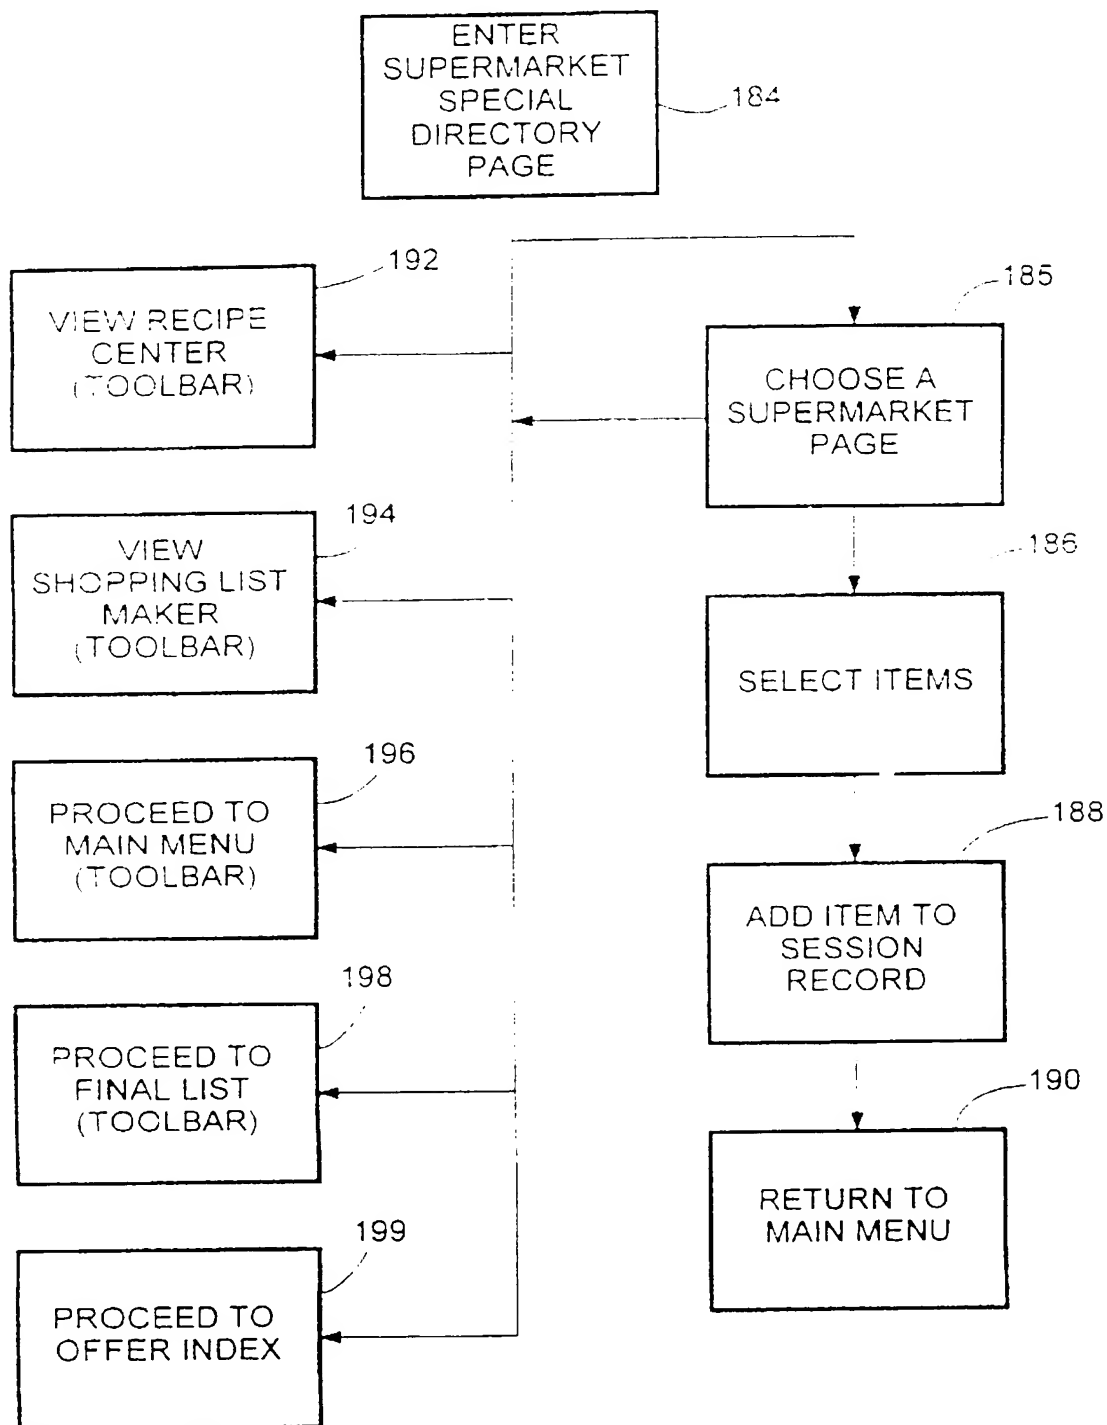 ENTER
SUPERMARKET
SPECIAL
DIRECTORY
PAGE
184
192
VIEW RECIPE
CENTER
(TOOLBAR)
185
CHOOSE A
SUPERMARKET
PAGE
194
VIEW
SHOPPING LIST
MAKER
(TOOLBAR)
186
SELECT ITEMS
196
PROCEED TO
MAIN MENU
(TOOLBAR)
188
ADD ITEM TO
SESSION
RECORD
198
PROCEED TO
FINAL LIST
(TOOLBAR)
190
RETURN TO
MAIN MENU
199
PROCEED TO
OFFER INDEX